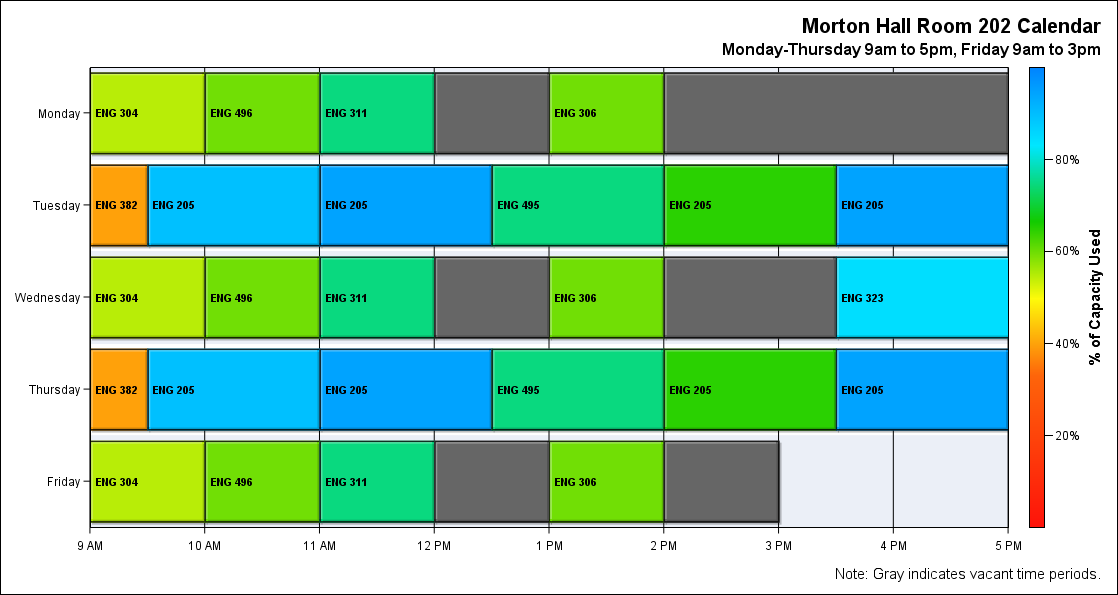 Morton Hall Room 202 Calendar
Monday-Thursday 9am to 5pm, Friday 9am to 3pm
Monday
ENG 304
ENG 496
ENG 311
ENG 306
Tuesday
ENG 382
ENG 205
ENG 205
ENG 495
ENG 205
ENG 205
Wednesday
ENG 304
ENG 496
ENG 311
ENG 306
ENG 323
Thursday
ENG 382
ENG 205
ENG 205
ENG 495
ENG 205
ENG 205
Friday
ENG 304
ENG 496
ENG 311
ENG 306
9 AM
10 AM
11 AM
12 PM
1 PM
2 PM
3 PM
4 PM
5 PM
80%
60%
40%
20%
% of Capacity Used
Note: Gray indicates vacant time periods.